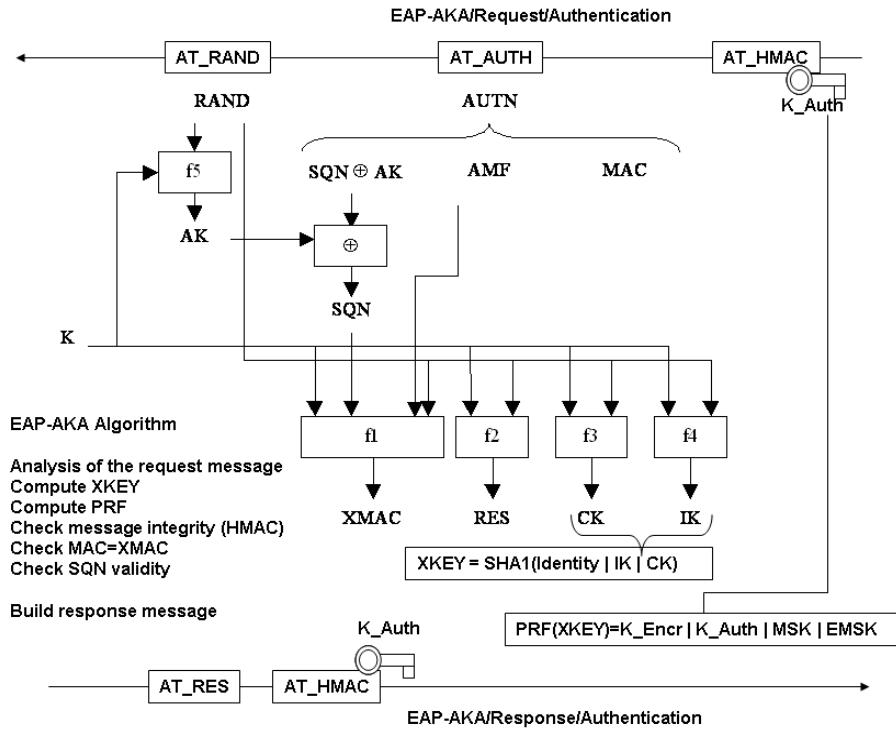 EAP-AKA/Request/Authentication
AT_RAND
AT_AUTH
AT_HMAC
K_Auth
RAND
AUTN
f5
SQN ⊕ AK
AMF
MAC
AK
⊕
SQN
K
f1
f2
f3
f4
XMAC
RES
CK
IK
XKEY = SHA1(Identity | IK | CK)
PRF(XKEY)=K_Encr | K_Auth | MSK | EMSK
EAP-AKA Algorithm
Analysis of the request message
Compute XKEY
Compute PRF
Check message integrity (HMAC)
Check MAC=XMAC
Check SQN validity
Build response message
K_Auth
AT_RES
AT_HMAC
EAP-AKA/Response/Authentication